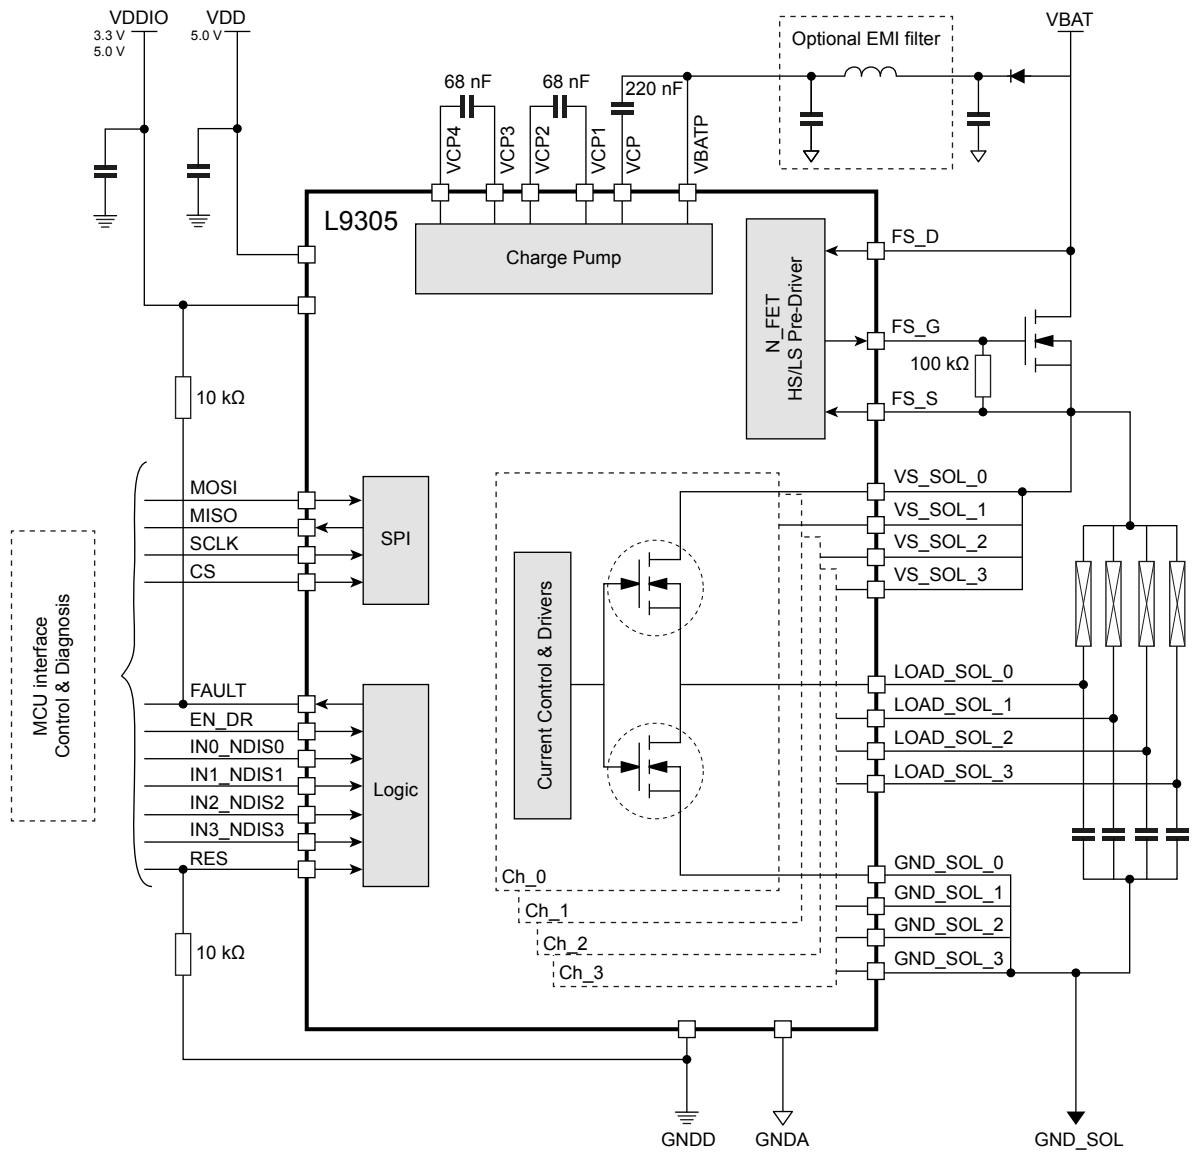 VDDIO
3.3 V
5.0 V
VDD
5.0 V
VBAT
Optional EMI filter
68 nF
68 nF
220 nF
VCP4
VCP3
VCP2
VCP1
VCP
VBATP
L9305
Charge Pump
N_FET
HS/LS Pre-Driver
FS_D
FS_G
100 kΩ
FS_S
10 kΩ
MCU interface
Control & Diagnosis
MOSI
MISO
SCLK
CS
SPI
FAULT
EN_DR
IN0_NDIS0
IN1_NDIS1
IN2_NDIS2
IN3_NDIS3
RES
Logic
10 kΩ
Current Control & Drivers
Ch_0
Ch_1
Ch_2
Ch_3
VS_SOL_0
VS_SOL_1
VS_SOL_2
VS_SOL_3
LOAD_SOL_0
LOAD_SOL_1
LOAD_SOL_2
LOAD_SOL_3
GND_SOL_0
GND_SOL_1
GND_SOL_2
GND_SOL_3
GNDD
GNDA
GND_SOL